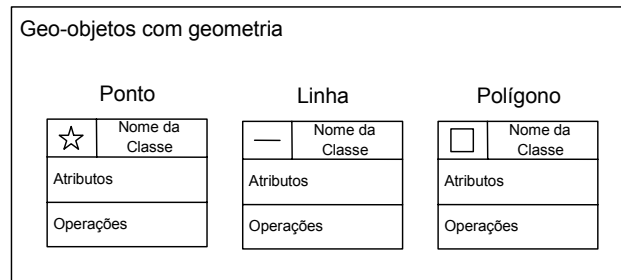 Geo-objetos com geometria
Ponto
Nome da
Classe
Atributos
Operações
Linha
Nome da
Classe
Atributos
Operações
Polígono
Nome da
Classe
Atributos
Operações